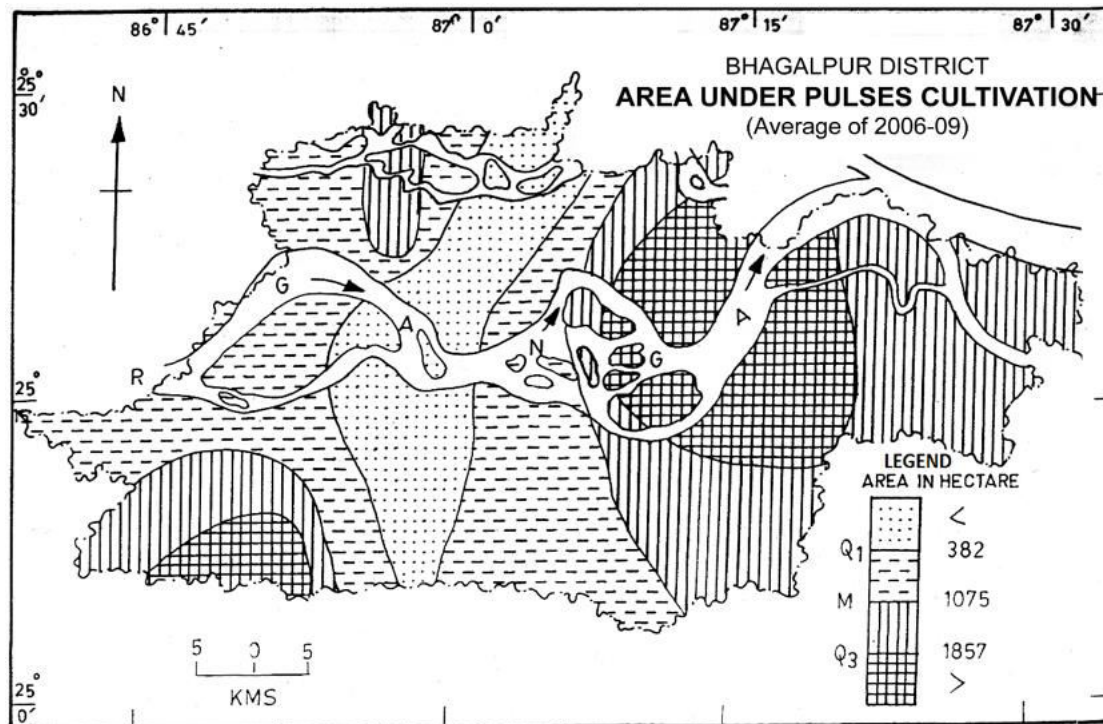 86° 45′ 87° 0′ 87° 15′ 87° 30′
BHAGALPUR DISTRICT
AREA UNDER PULSES CULTIVATION
(Average of 2006-09)
25°
30′
N
G
A
R
N
G
A
25°
LEGEND
AREA IN HECTARE
<
Q1 382
M 1075
Q3 1857
>
5 0 5
KMS
25°
0′